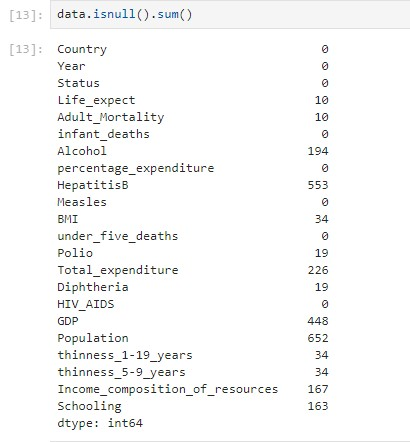 [13]: data.isnull().sum()
[13]: Country 0
Year 0
Status 0
Life_expect 10
Adult_Mortality 10
infant_deaths 0
Alcohol 194
percentage_expenditure 0
HepatitisB 553
Measles 0
BMI 34
under_five_deaths 0
Polio 19
Total_expenditure 226
Diphtheria 19
HIV_AIDS 0
GDP 448
Population 652
thinness_1-19_years 34
thinness_5-9_years 34
Income_composition_of_resources 167
Schooling 163
dtype: int64